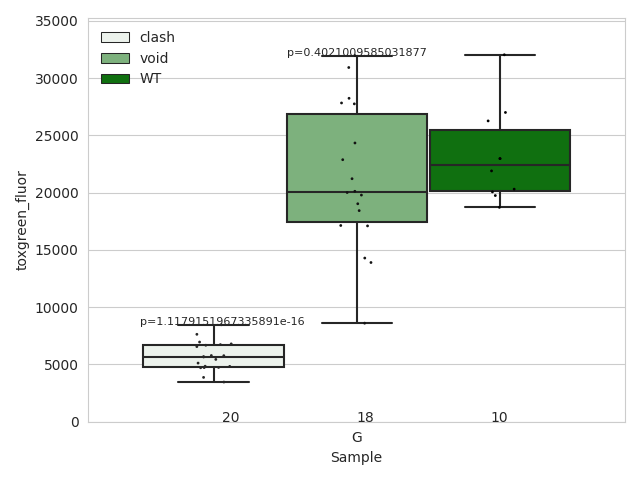 35000
30000
25000
20000
15000
10000
5000
0
toxgreen_fluor
clash
void
WT
p=0.4021009585031877
p=1.1179151967335891e-16
20 18 10
G
Sample